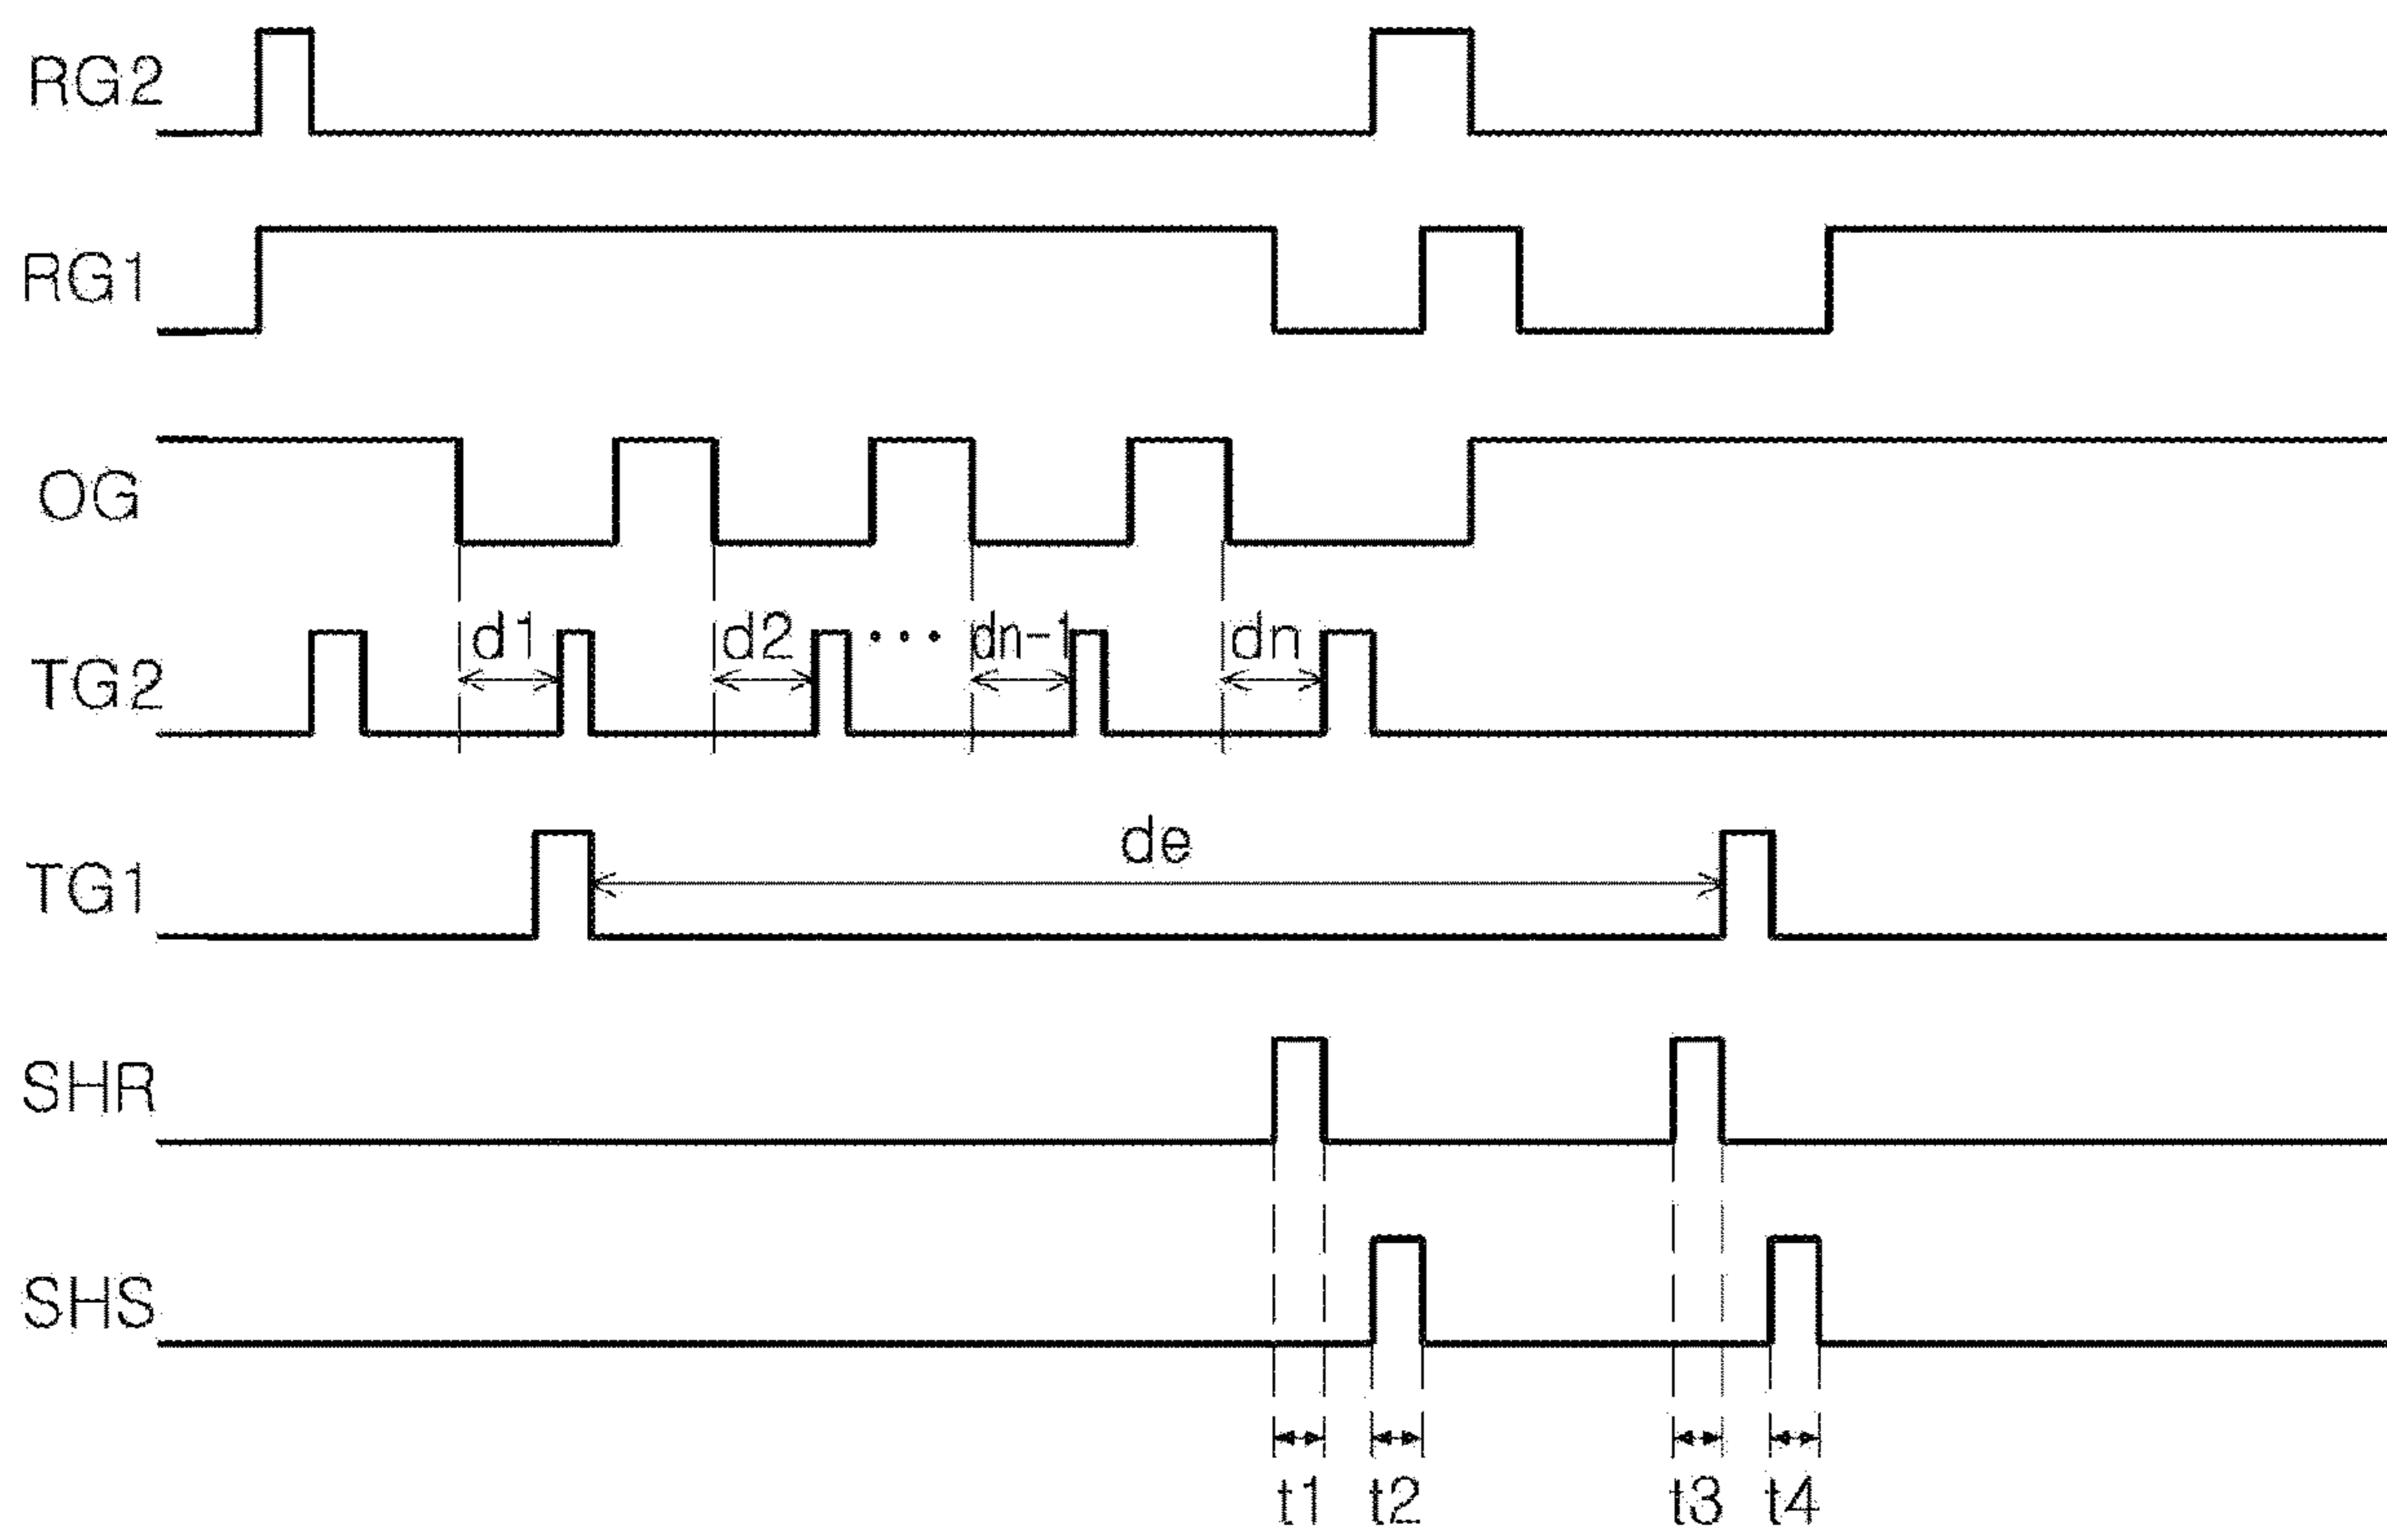 RG2
RG1
OG
d1 d2 ••• dn-1 dn
TG2
de
TG1
SHR
SHS
t1 t2 t3 t4